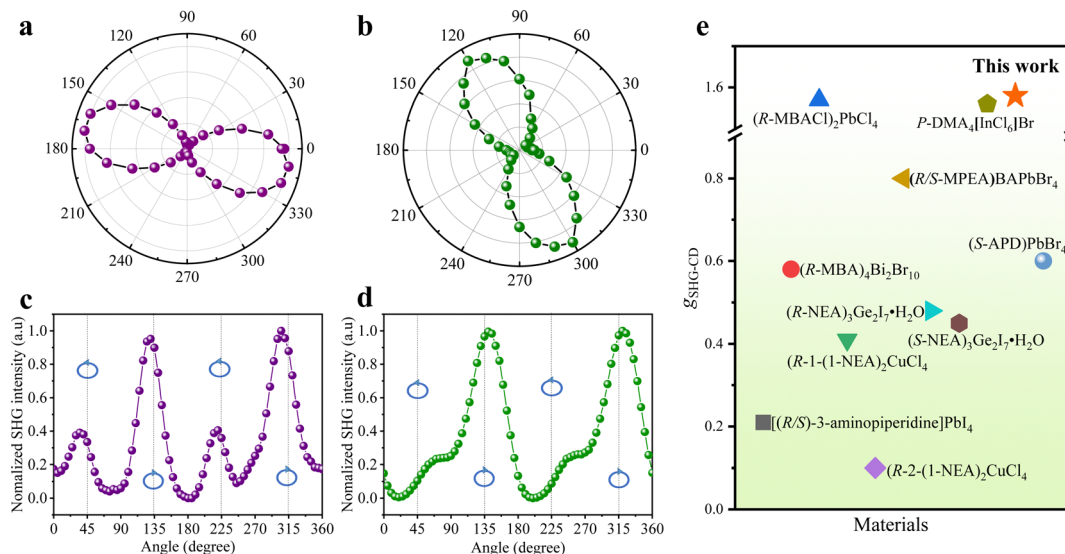 a
90
120
60
150
30
180
0
210
330
240
300
270
b
90
120
60
150
30
180
0
210
330
240
300
270
c
Nomalized SHG intensity (a.u)
1.0
0.8
0.6
0.4
0.2
0.0
0 45 90 135 180 225 270 315 360
Angle (degree)
d
Nomalized SHG intensity (a.u)
1.0
0.8
0.6
0.4
0.2
0.0
0 45 90 135 180 225 270 315 360
Angle (degree)
e
gSHG-CD
1.6
0.8
0.6
0.4
0.2
0.0
This work
(R-MBACl)2PbCl4
P-DMA4[InCl6]Br
(R/S-MPEA)BAPbBr4
(S-APD)PbBr4
(R-MBA)4Bi2Br10
(R-NEA)3Ge2I7•H2O
(S-NEA)3Ge2I7•H2O
(R-1-(1-NEA)2CuCl4
[(R/S)-3-aminopiperidine]PbI4
(R-2-(1-NEA)2CuCl4
Materials